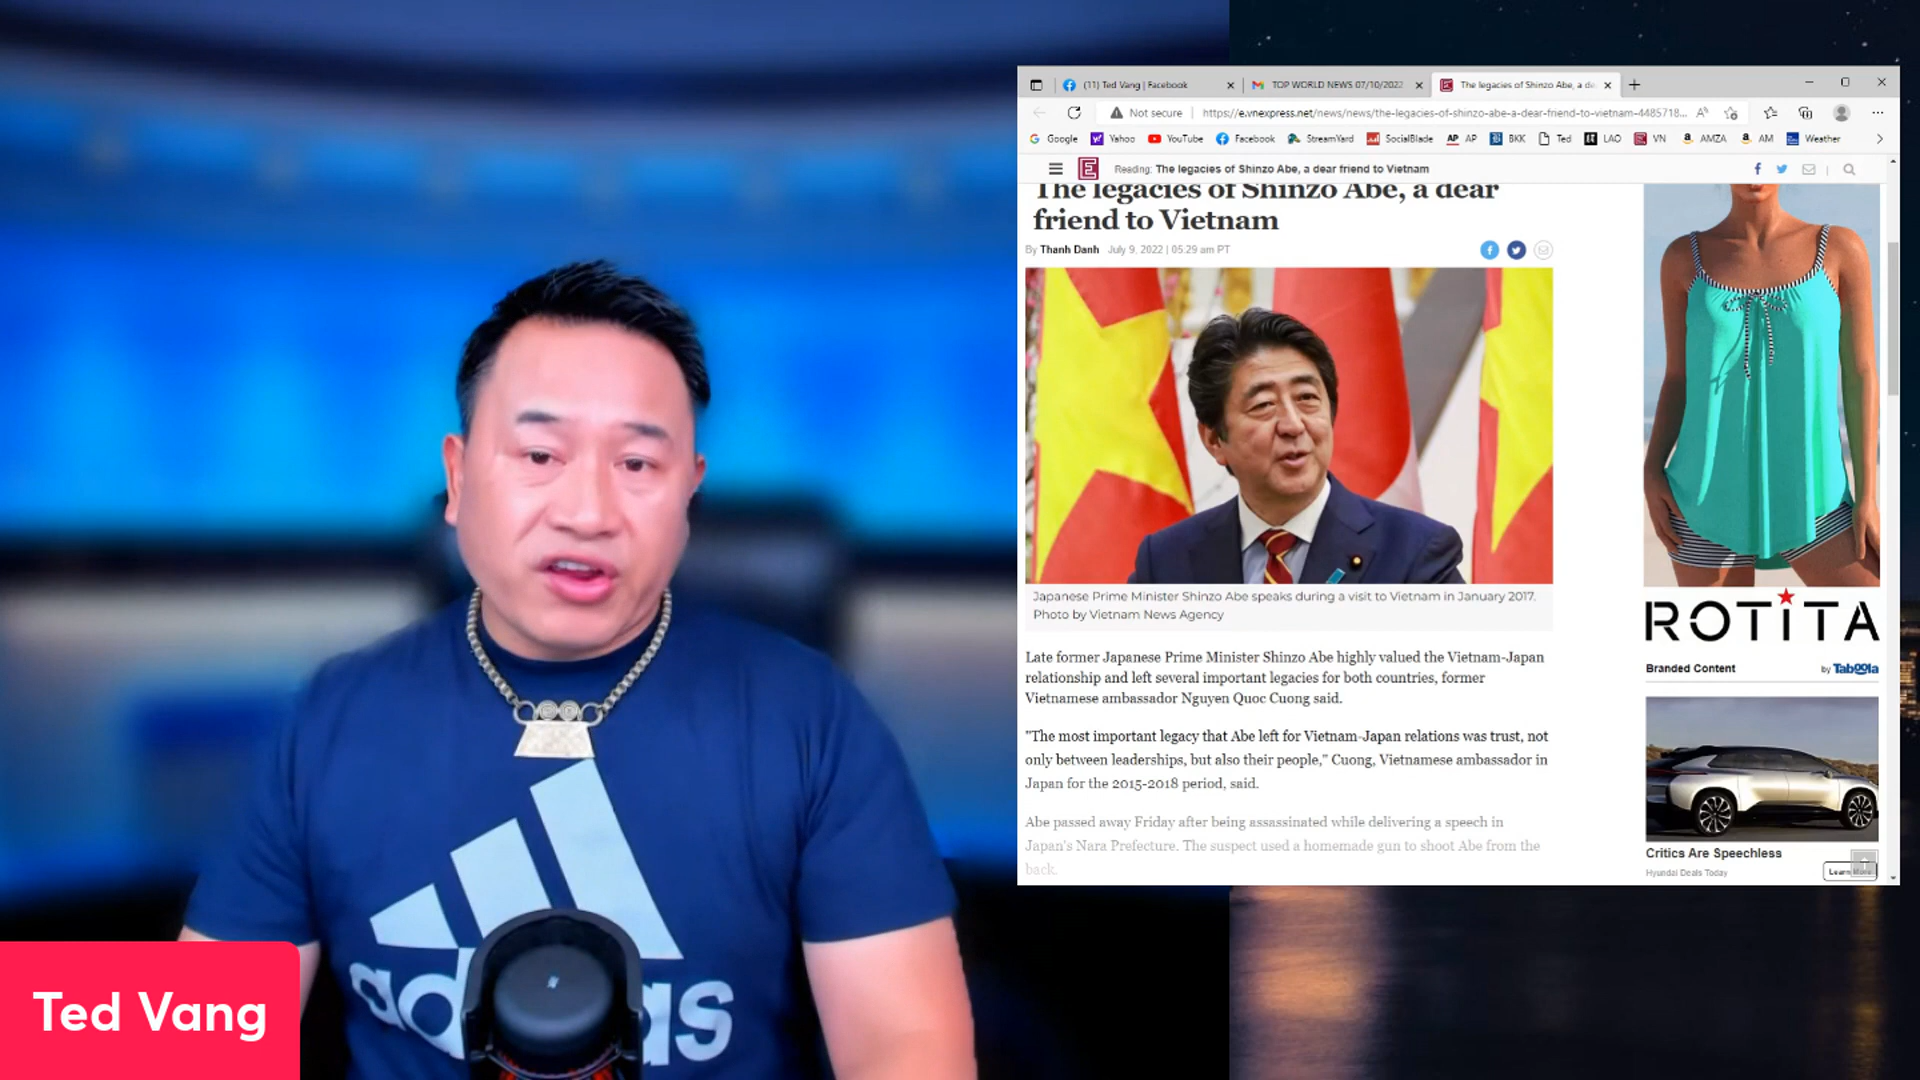 (11) Ted Vang | Facebook
TOP WORLD NEWS 07/10/2022
The legacies of Shinzo Abe, a de
Not secure
https://e.vnexpress.net/news/news/the-legacies-of-shinzo-abe-a-dear-friend-to-vietnam-4485718...
Google
Yahoo
YouTube
Facebook
StreamYard
SocialBlade
AP AP
BKK
Ted
LAO
VN
AMZA
AM
Weather
E
Reading: The legacies of Shinzo Abe, a dear friend to Vietnam
The legacies of Shinzo Abe, a dear
friend to Vietnam
By Thanh Danh July 9, 2022 | 05:29 am PT
Japanese Prime Minister Shinzo Abe speaks during a visit to Vietnam in January 2017.
Photo by Vietnam News Agency
Late former Japanese Prime Minister Shinzo Abe highly valued the Vietnam-Japan
relationship and left several important legacies for both countries, former
Vietnamese ambassador Nguyen Quoc Cuong said.
"The most important legacy that Abe left for Vietnam-Japan relations was trust, not
only between leaderships, but also their people," Cuong, Vietnamese ambassador in
Japan for the 2015-2018 period, said.
Abe passed away Friday after being assassinated while delivering a speech in
Japan's Nara Prefecture. The suspect used a homemade gun to shoot Abe from the
back.
ROTITA
Branded Content
by Taboola
Critics Are Speechless
Hyundai Deals Today
Learn
ad as
Ted Vang